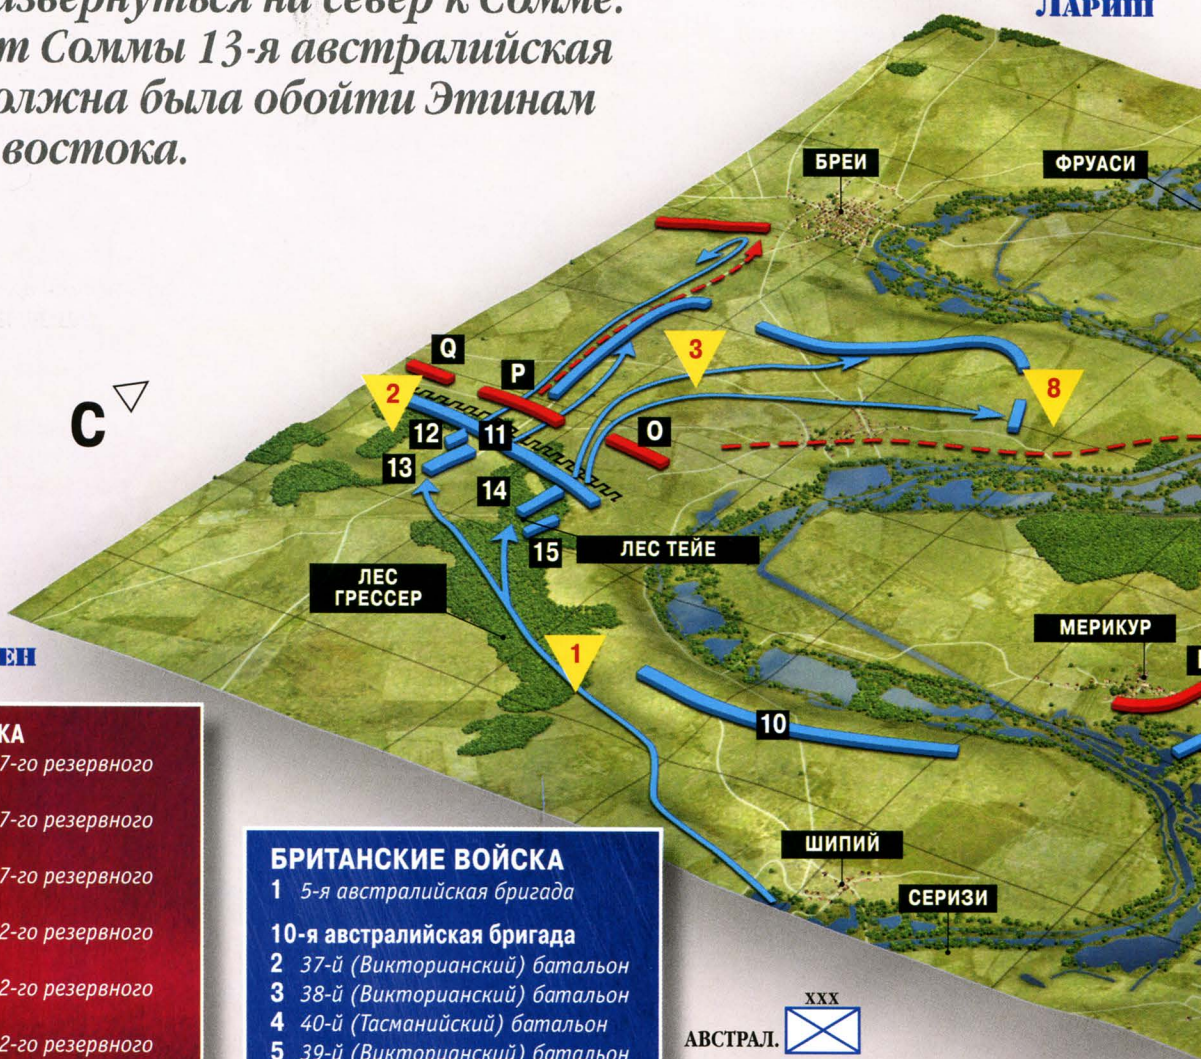 азвернуться на север к Сомме.
т Соммы 13-я австралийская
олжна была обойти Этинам
востока.
ЛАРИШ
БРЕИ
ФРУАСИ
Q
P
3
2
8
С
12
11
O
13
14
15
ЛЕС ТЕЙЕ
ЛЕС
ГРЕССЕР
МЕРИКУР
1
ЕН
10
КА
7-го резервного
7-го резервного
7-го резервного
2-го резервного
2-го резервного
2-го резервного
ШИПИЙ
СЕРИЗИ
БРИТАНСКИЕ ВОЙСКА
1 5-я австралийская бригада
10-я австралийская бригада
2 37-й (Викторианский) батальон
3 38-й (Викторианский) батальон
4 40-й (Тасманийский) батальон
5 39-й (Викторианский) батальон
XXX
АВСТРАЛ.